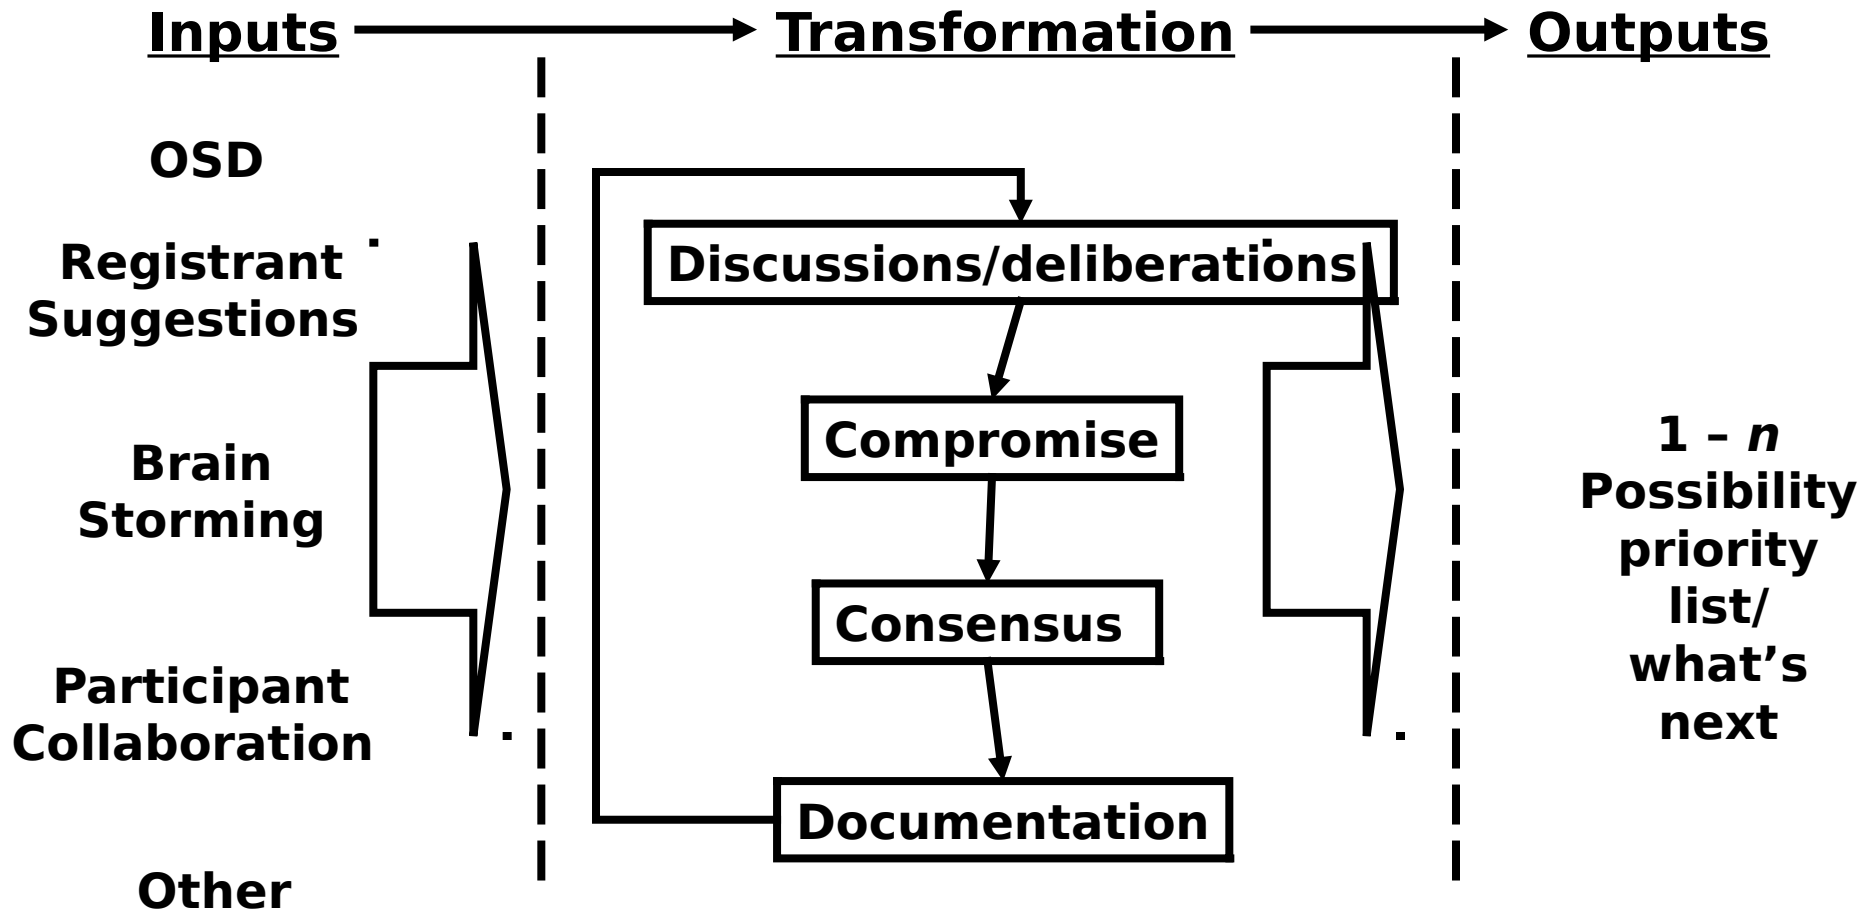 Inputs
Transformation
Outputs
OSD
Registrant
Suggestions
Brain
Storming
Participant
Collaboration
Other
Discussions/deliberations
Compromise
Consensus
Documentation
1 – n
Possibility
priority
list/
what’s
next